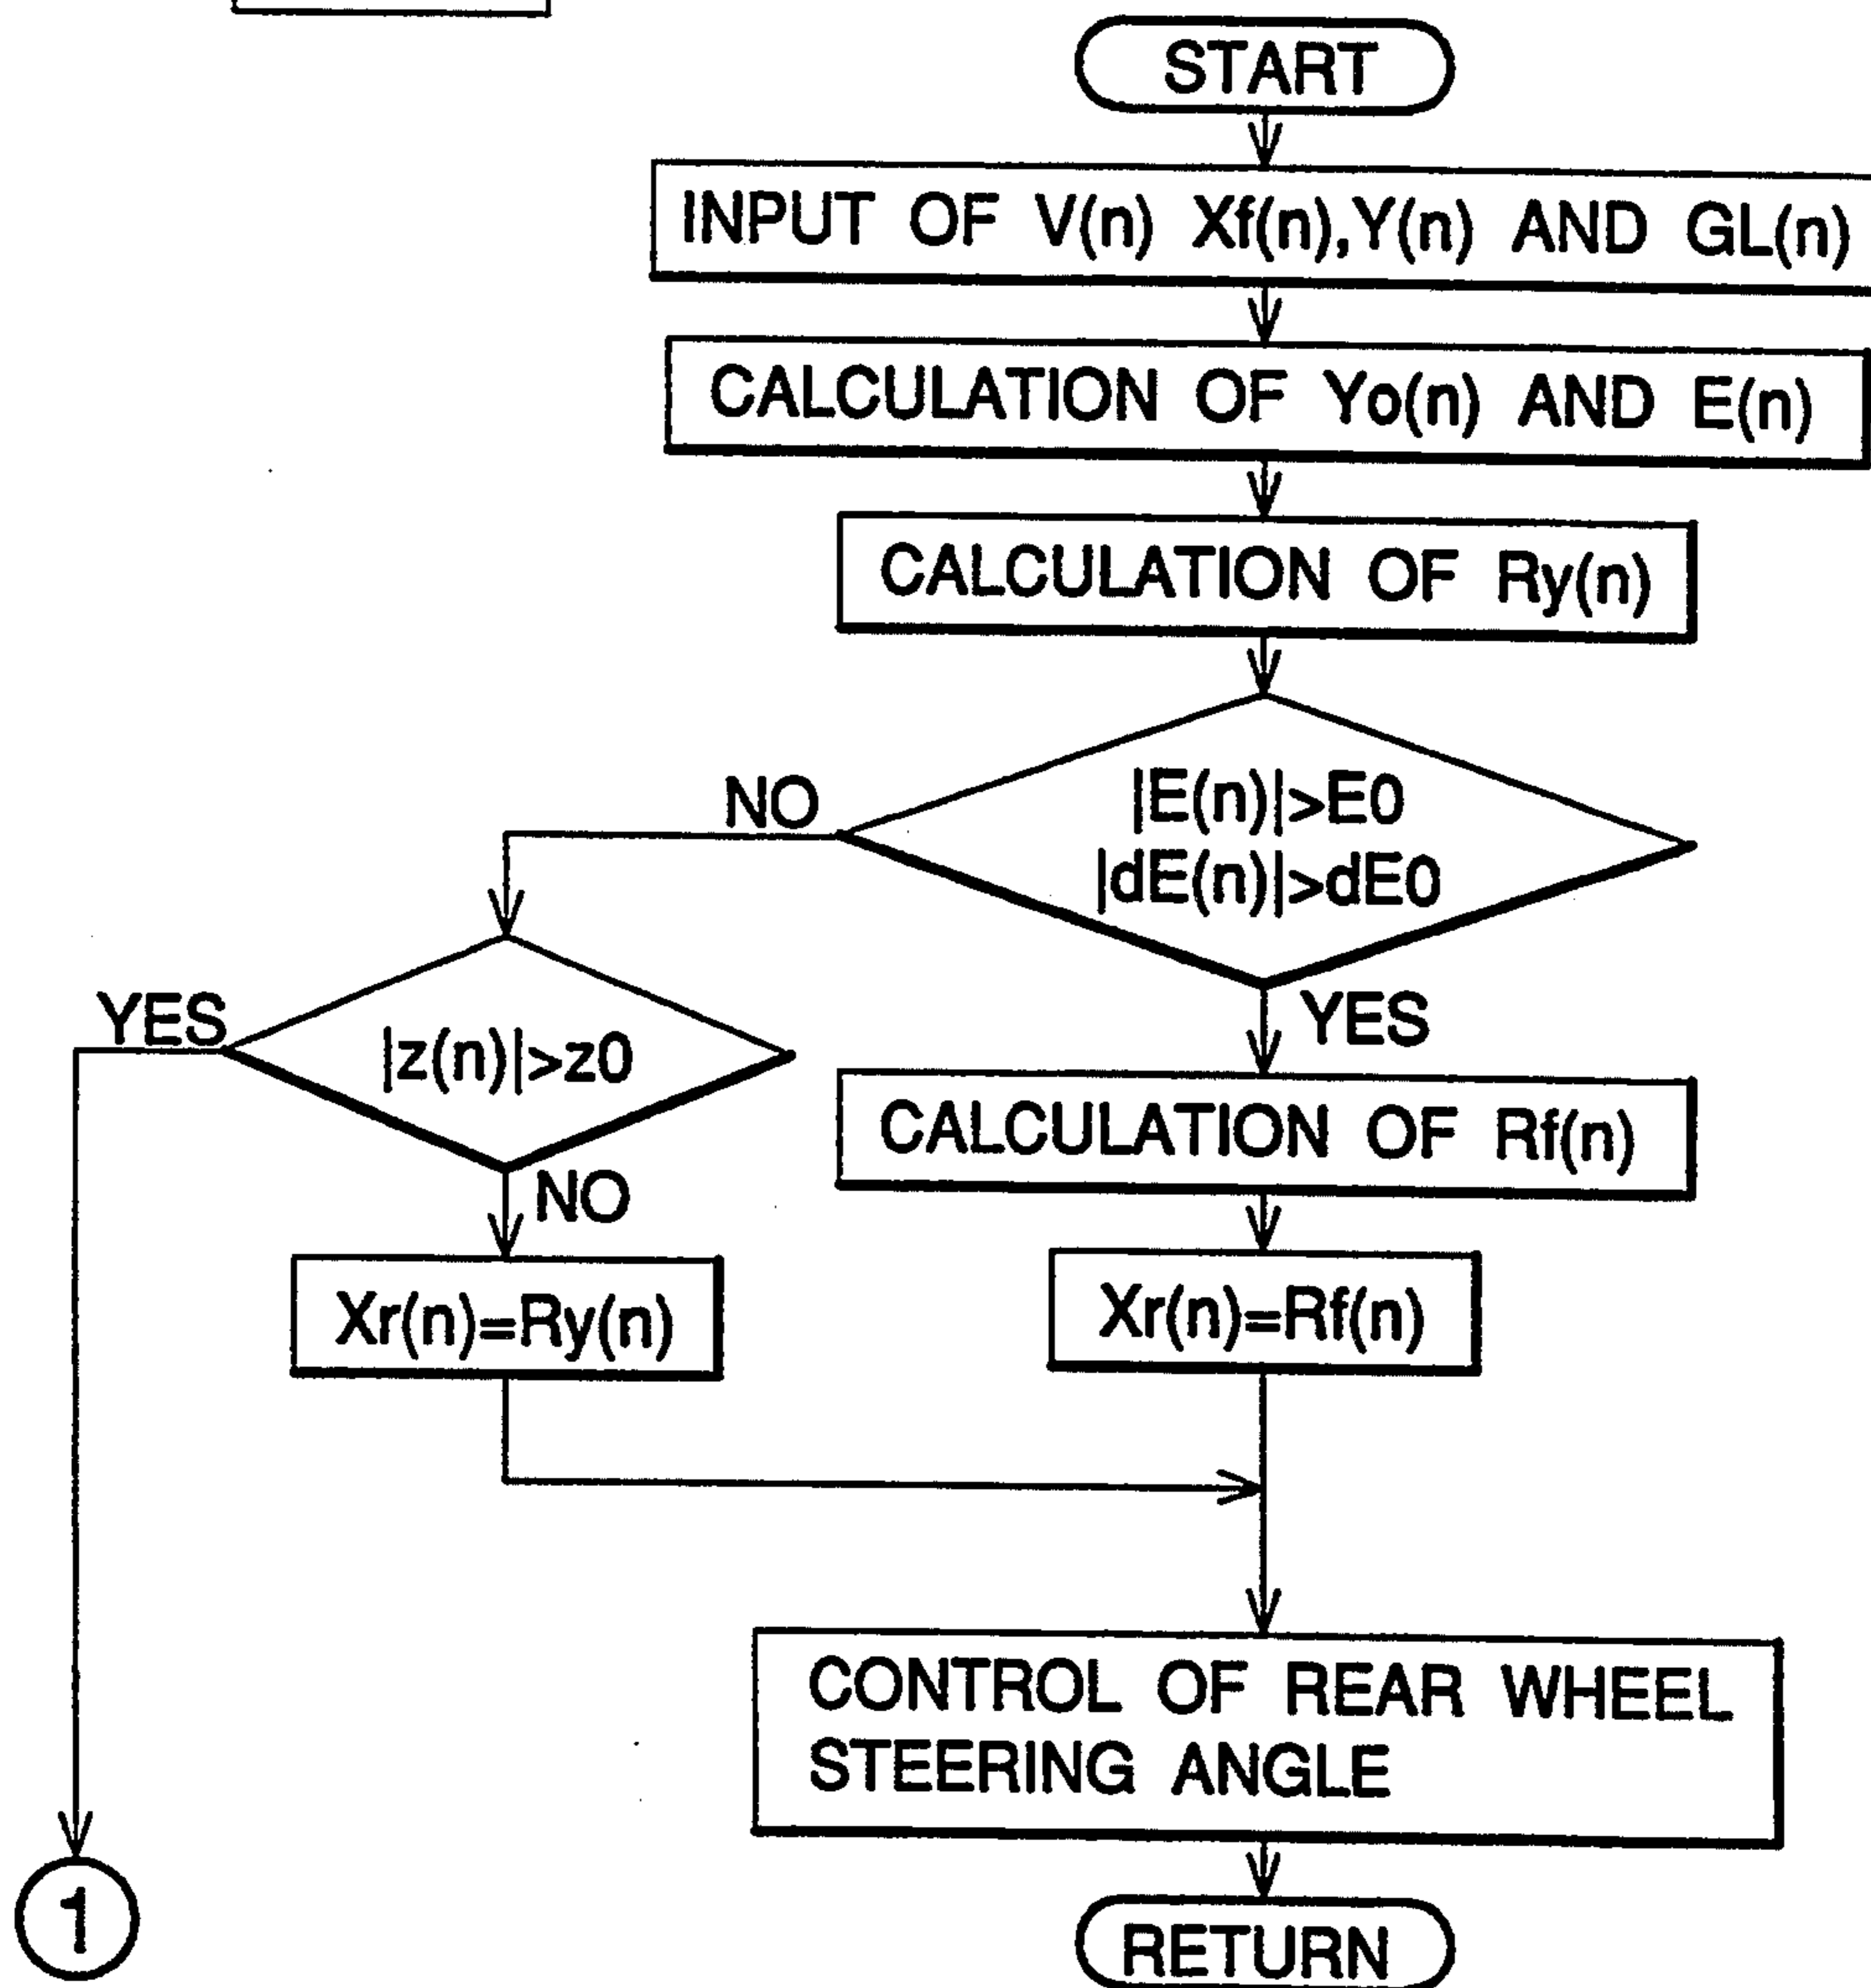 START
INPUT OF V(n) Xf(n),Y(n) AND GL(n)
CALCULATION OF Yo(n) AND E(n)
CALCULATION OF Ry(n)
|E(n)|>E0
|dE(n)|>dE0
NO
YES
|z(n)|>z0
YES
NO
CALCULATION OF Rf(n)
Xr(n)=Ry(n)
Xr(n)=Rf(n)
CONTROL OF REAR WHEEL
STEERING ANGLE
1
RETURN